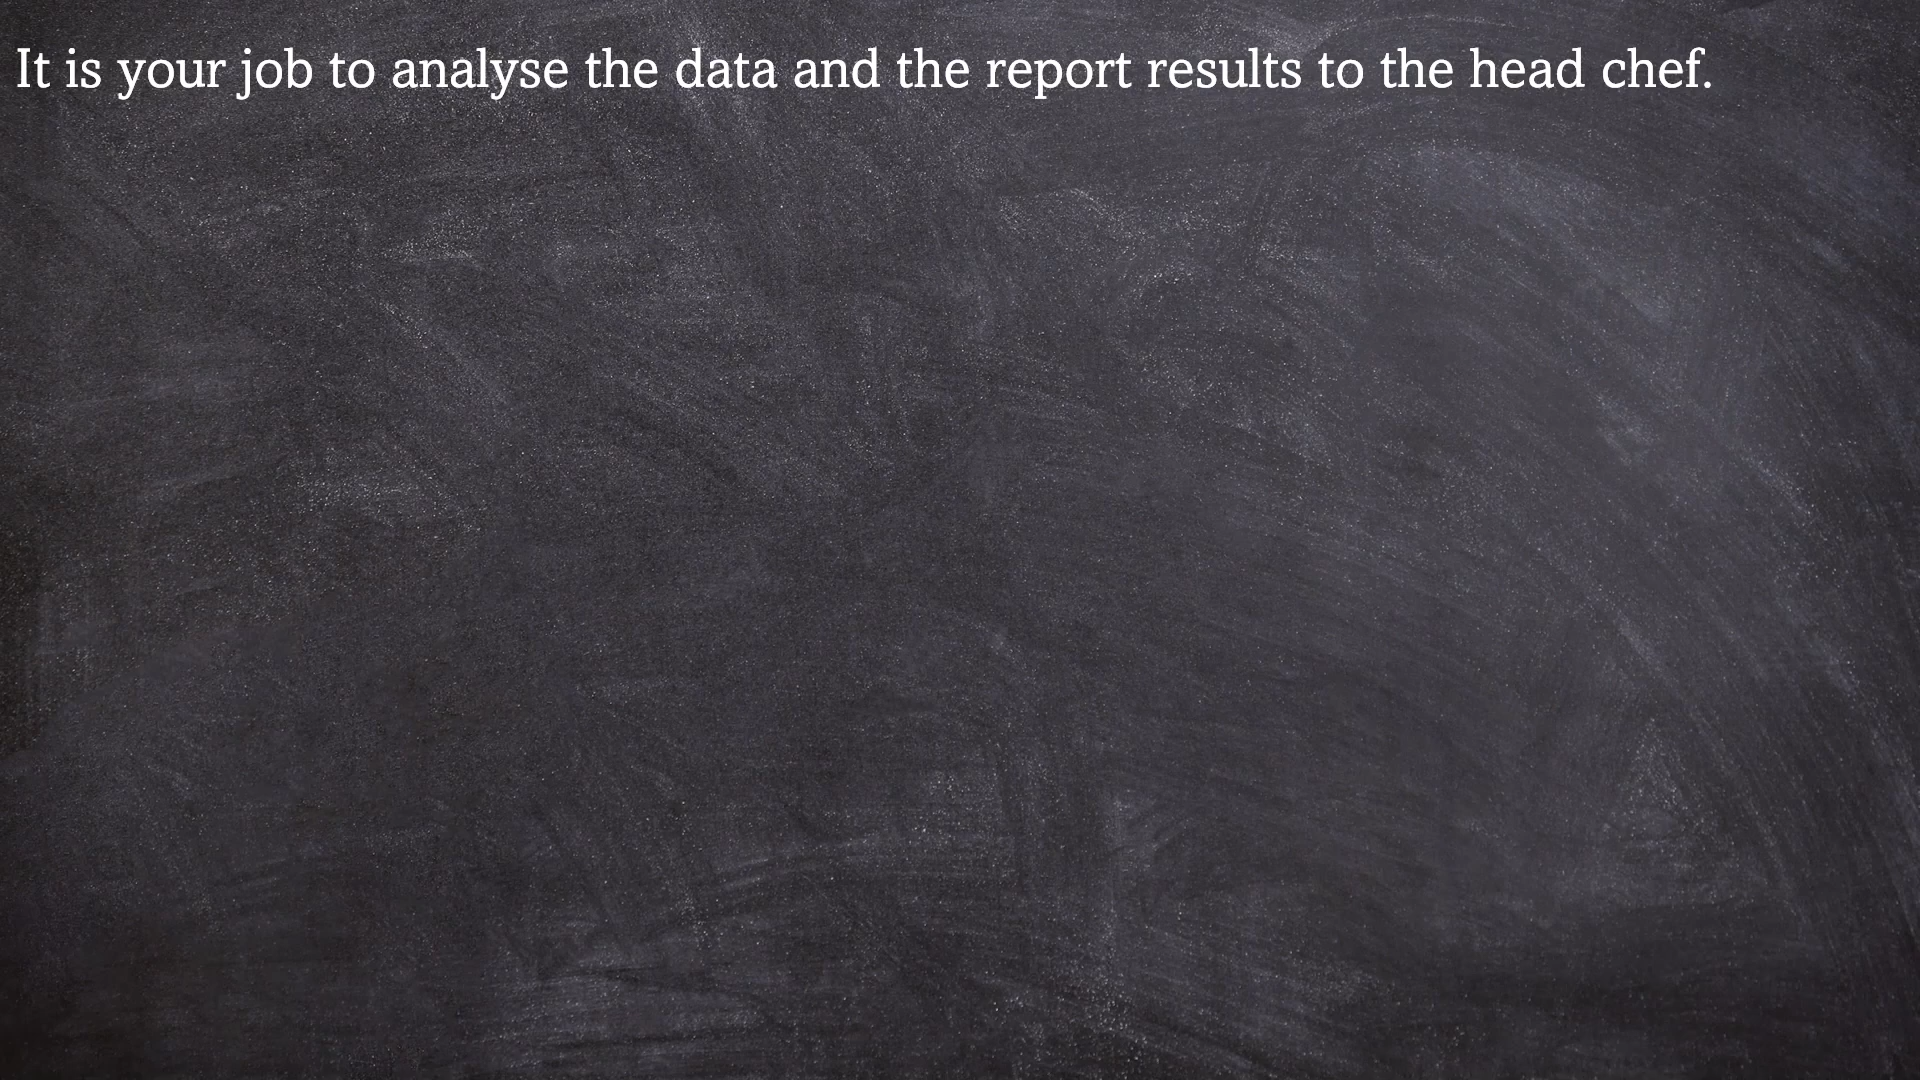 It is your job to analyse the data and the report results to the head chef.